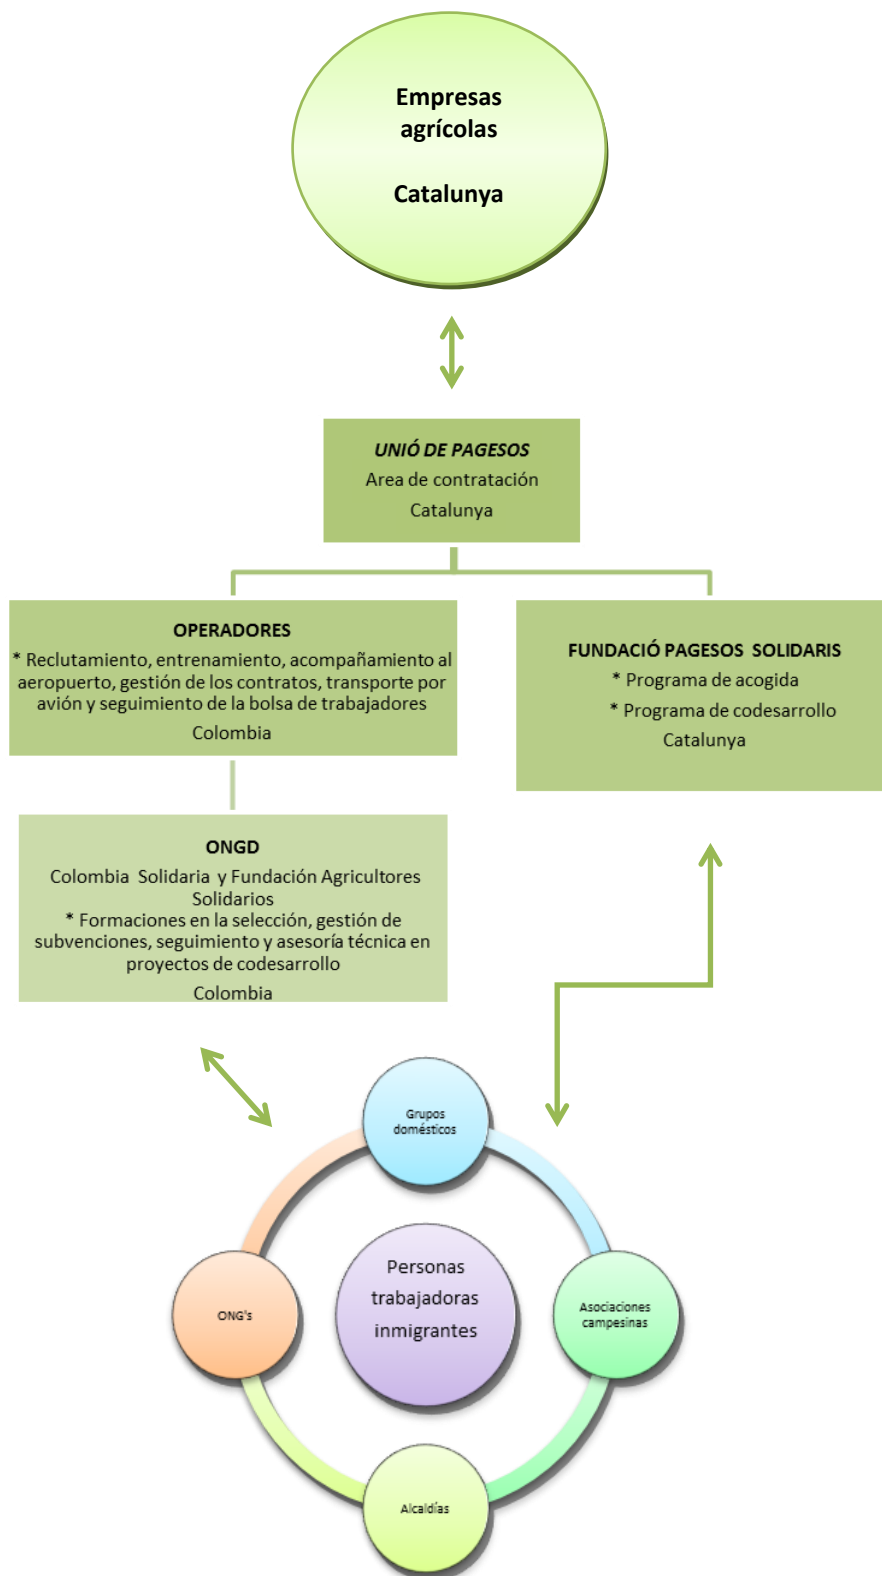 Empresas
agrícolas
Catalunya
UNIÓ DE PAGESOS
Area de contratación
Catalunya
OPERADORES
* Reclutamiento, entrenamiento, acompañamiento al
aeropuerto, gestión de los contratos, transporte por
avión y seguimiento de la bolsa de trabajadores
Colombia
FUNDACIÓ PAGESOS SOLIDARIS
* Programa de acogida
* Programa de codesarrollo
Catalunya
ONGD
Colombia Solidaria y Fundación Agricultores
Solidarios
* Formaciones en la selección, gestión de
subvenciones, seguimiento y asesoría técnica en
proyectos de codesarrollo
Colombia
Grupos
domésticos
Personas
trabajadoras
inmigrantes
ONG's
Asociaciones
campesinas
Alcaldías